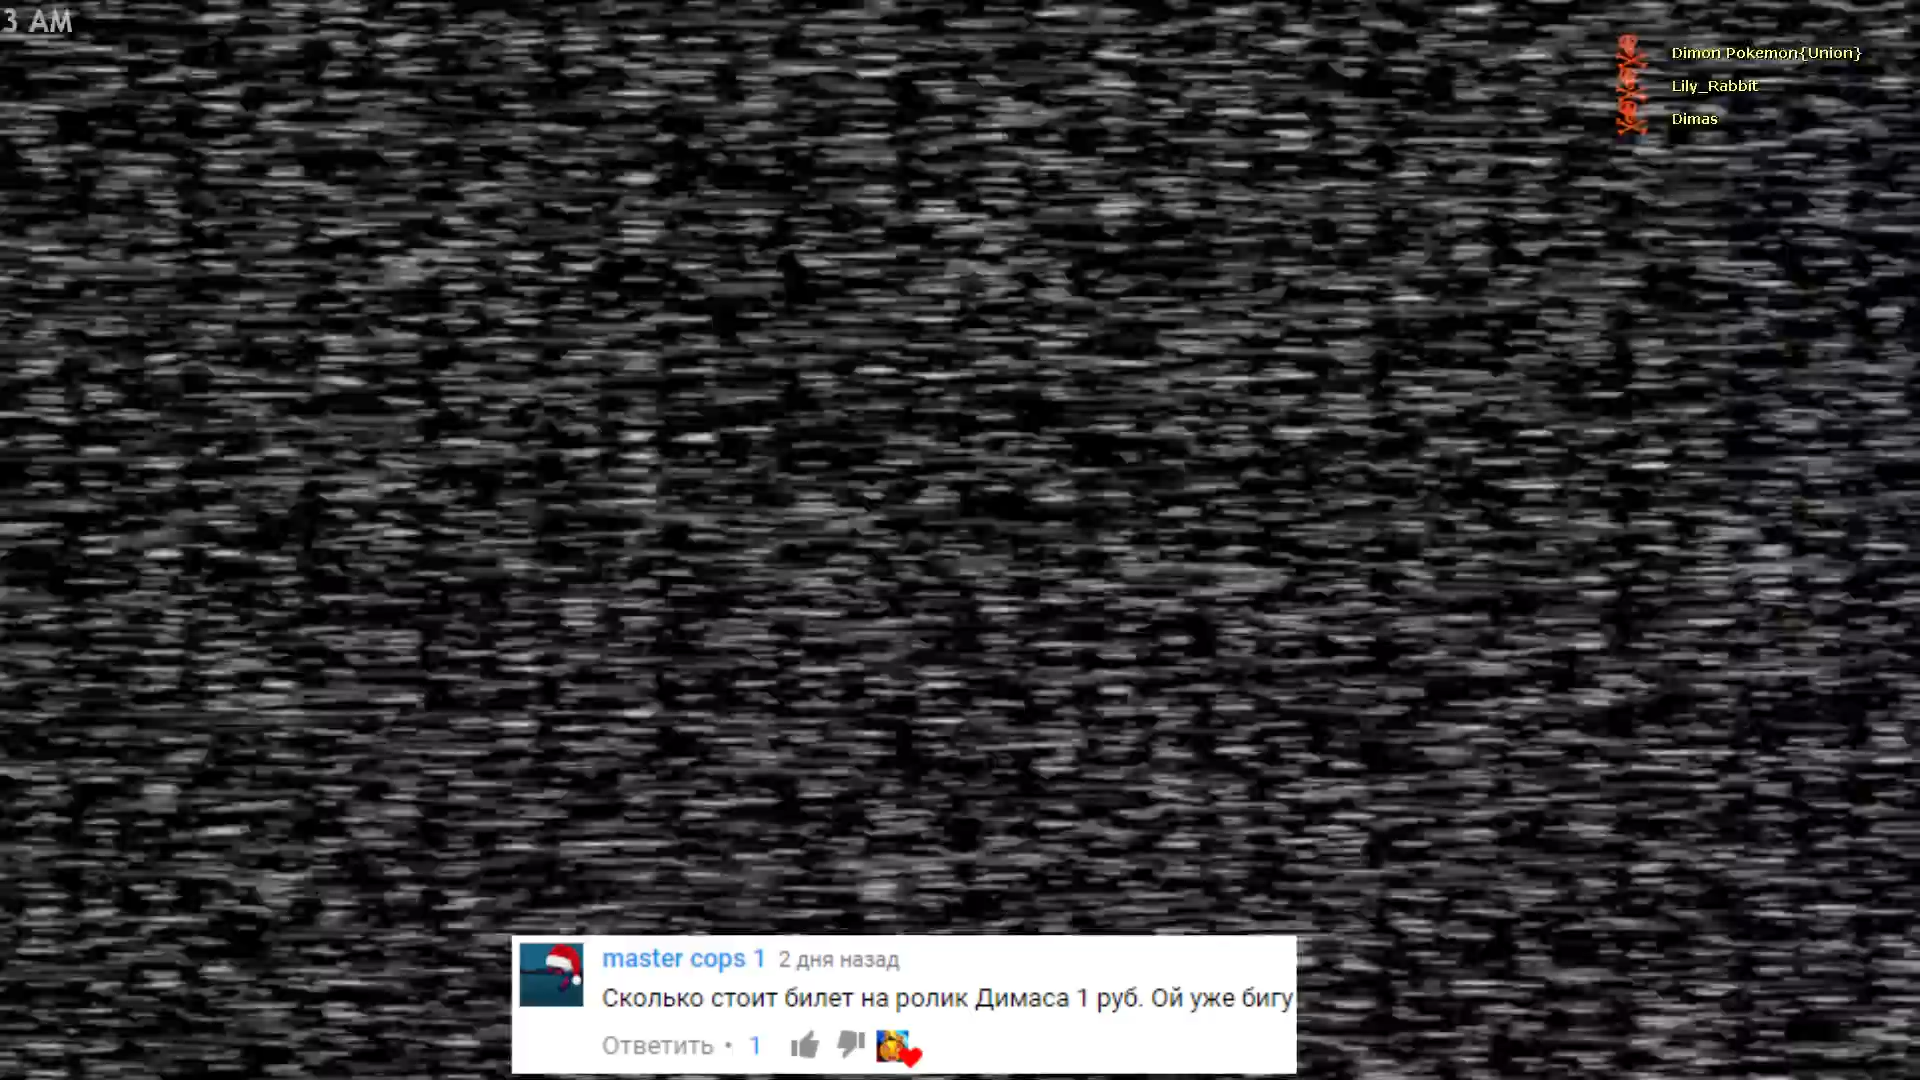 3 AM
Dimon Pokemon{Union}
Lily_Rabbit
Dimas
master cops 1 2 дня назад
Сколько стоит билет на ролик Димаса 1 руб. Ой уже бигу
Ответить • 1